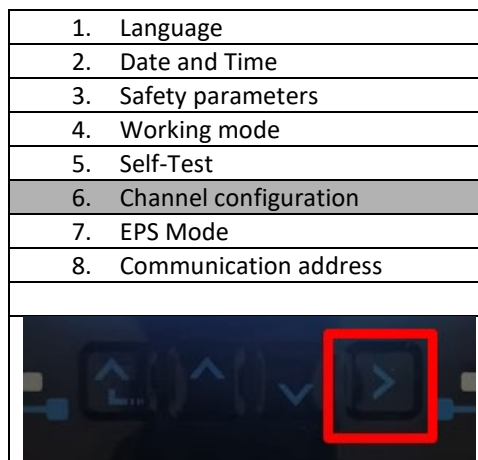 1. Language
2. Date and Time
3. Safety parameters
4. Working mode
5. Self-Test
6. Channel configuration
7. EPS Mode
8. Communication address